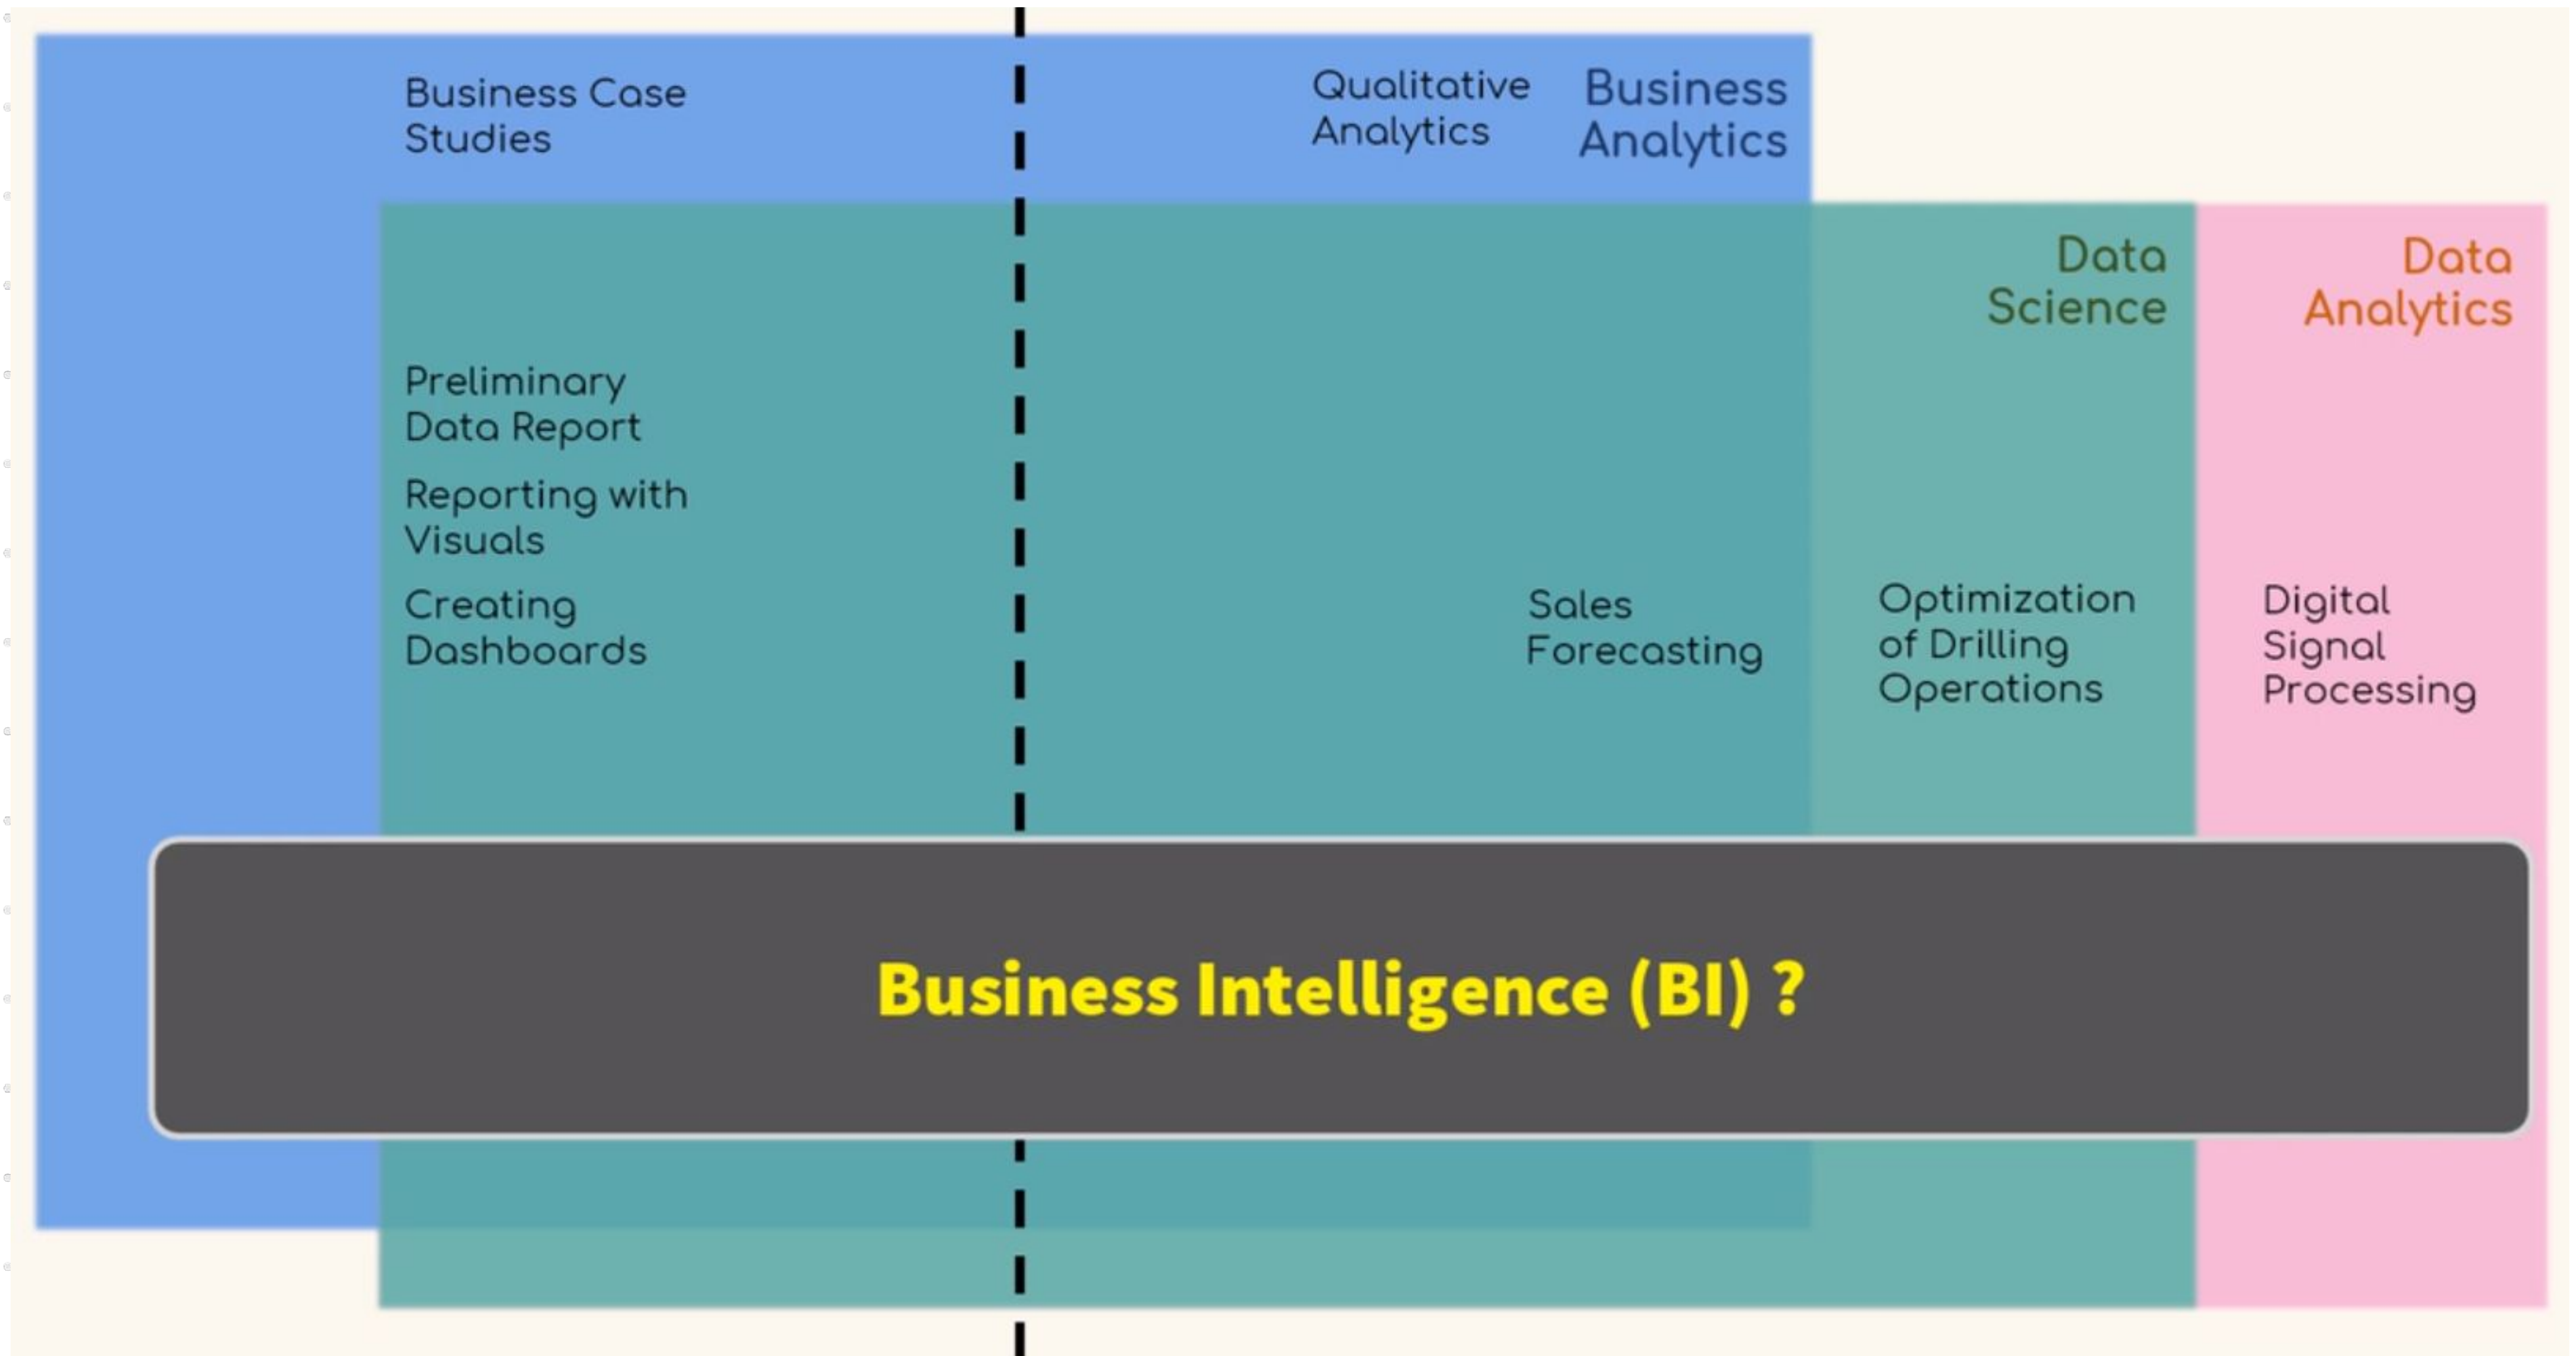 Business Case
Studies
Qualitative
Analytics
Business
Analytics
Data
Science
Data
Analytics
Preliminary
Data Report
Reporting with
Visuals
Creating
Dashboards
Sales
Forecasting
Optimization
of Drilling
Operations
Digital
Signal
Processing
Business Intelligence (BI) ?